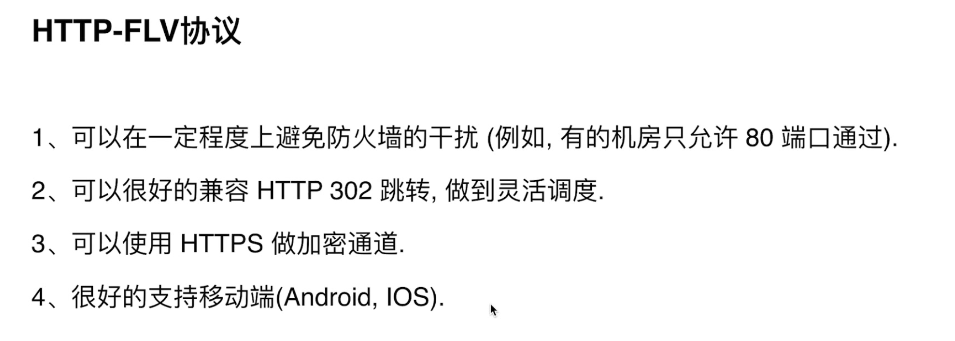 HTTP-FLV协议
1、可以在一定程度上避免防火墙的干扰 (例如, 有的机房只允许 80 端口通过).
2、可以很好的兼容 HTTP 302 跳转, 做到灵活调度.
3、可以使用 HTTPS 做加密通道.
4、很好的支持移动端(Android, IOS).